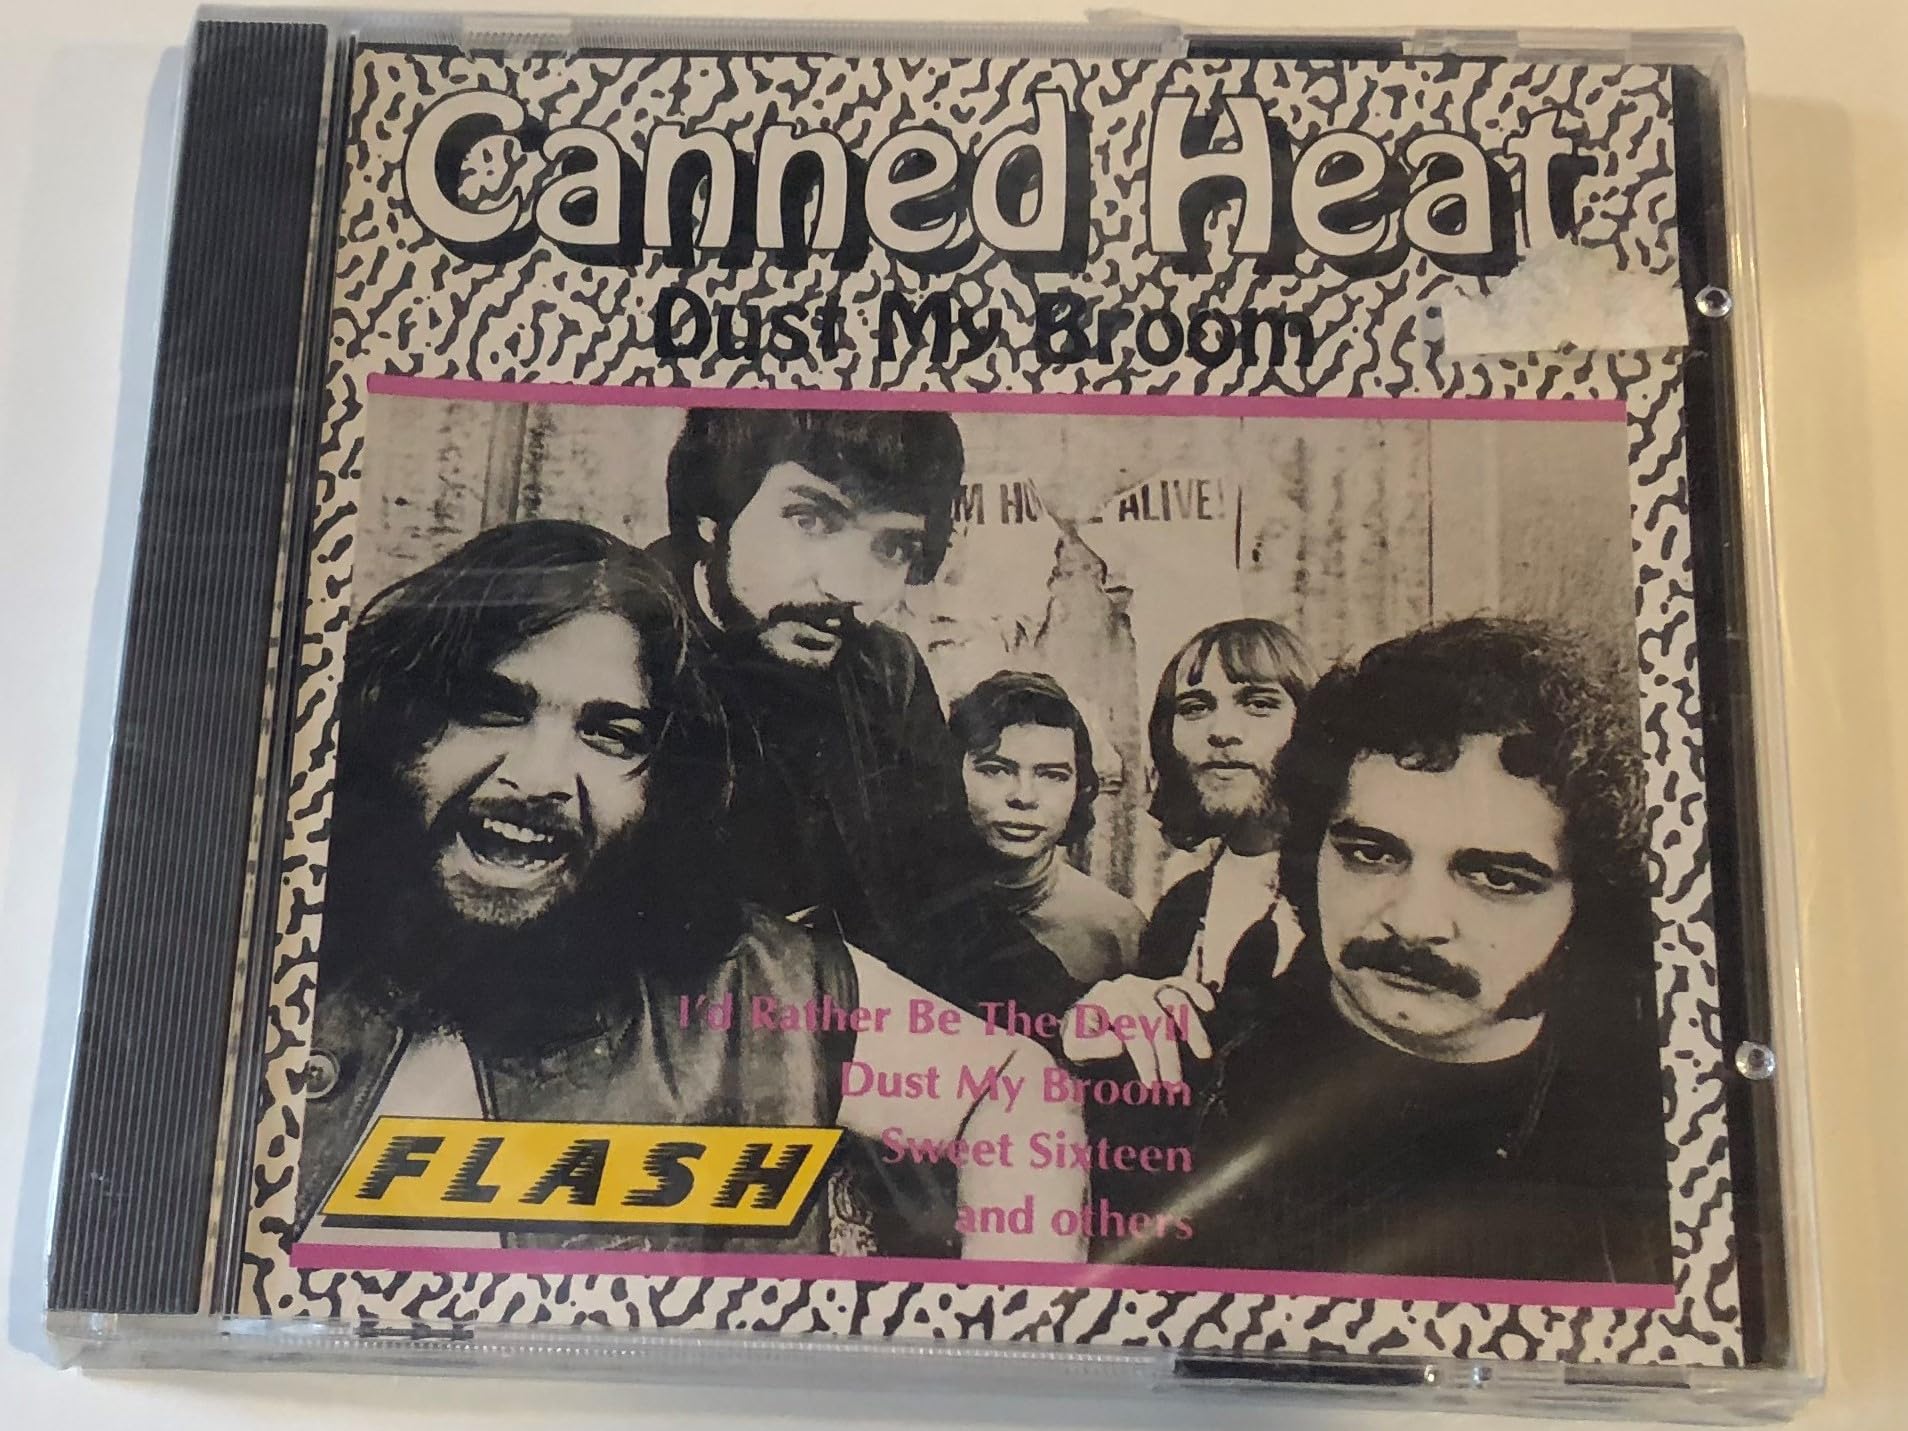 Canned Heat
Dust My Broom
ALIVE!
I'd Rather Be The Devil
Dust My Broom
Sweet Sixteen
and others
FLASH